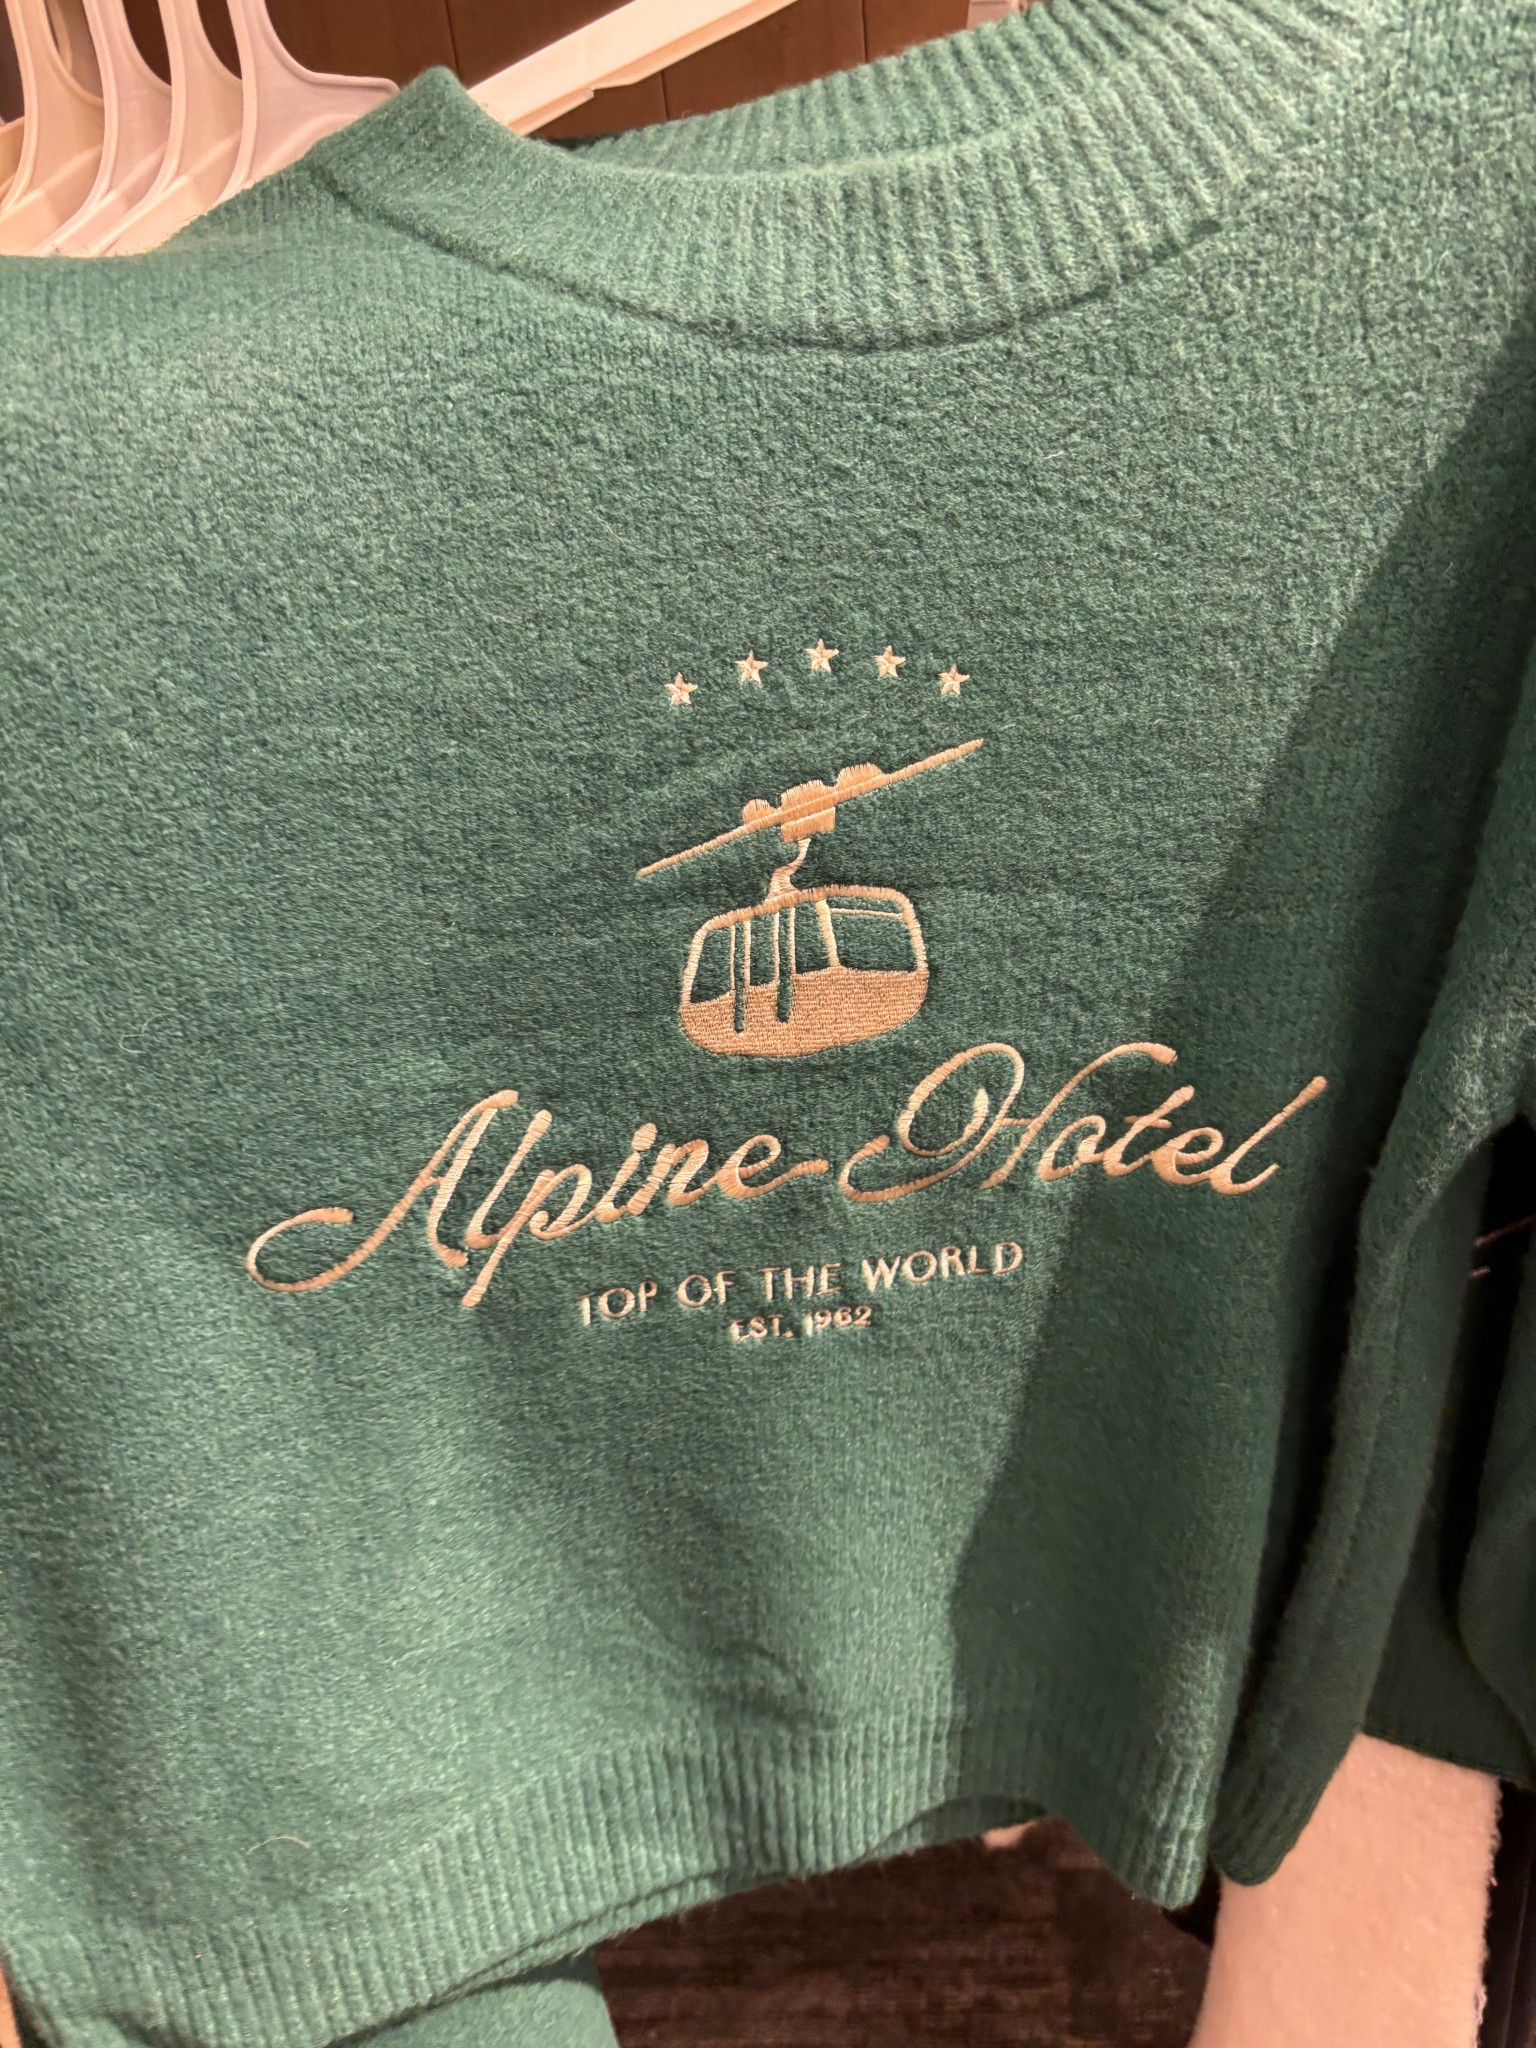 Alpine Hotel
TOP OF THE WORLD
EST. 1962